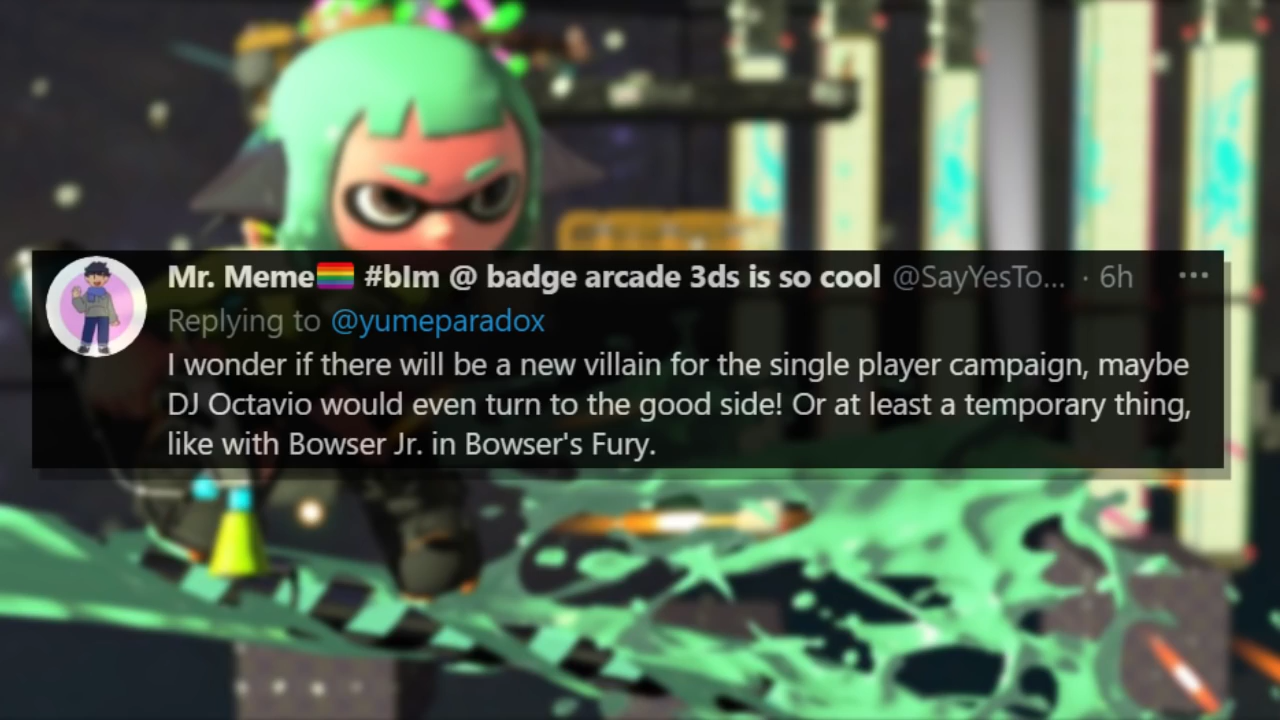 Mr. Meme🏳️‍🌈 #blm @ badge arcade 3ds is so cool @SayYesTo... · 6h
Replying to @yumeparadox
I wonder if there will be a new villain for the single player campaign, maybe
DJ Octavio would even turn to the good side! Or at least a temporary thing,
like with Bowser Jr. in Bowser's Fury.